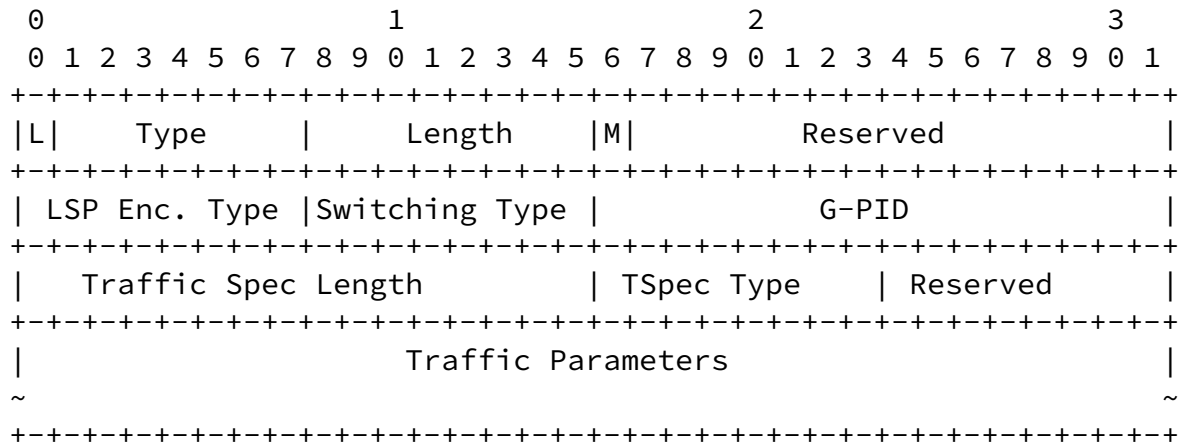 0                   1                   2                   3
 0 1 2 3 4 5 6 7 8 9 0 1 2 3 4 5 6 7 8 9 0 1 2 3 4 5 6 7 8 9 0 1
+-+-+-+-+-+-+-+-+-+-+-+-+-+-+-+-+-+-+-+-+-+-+-+-+-+-+-+-+-+-+-+-+
|L|    Type     |     Length    |M|         Reserved            |
+-+-+-+-+-+-+-+-+-+-+-+-+-+-+-+-+-+-+-+-+-+-+-+-+-+-+-+-+-+-+-+-+
| LSP Enc. Type |Switching Type |            G-PID              |
+-+-+-+-+-+-+-+-+-+-+-+-+-+-+-+-+-+-+-+-+-+-+-+-+-+-+-+-+-+-+-+-+
|   Traffic Spec Length         | TSpec Type    | Reserved      |
+-+-+-+-+-+-+-+-+-+-+-+-+-+-+-+-+-+-+-+-+-+-+-+-+-+-+-+-+-+-+-+-+
|                     Traffic Parameters                        |
~                                                               ~
+-+-+-+-+-+-+-+-+-+-+-+-+-+-+-+-+-+-+-+-+-+-+-+-+-+-+-+-+-+-+-+-+